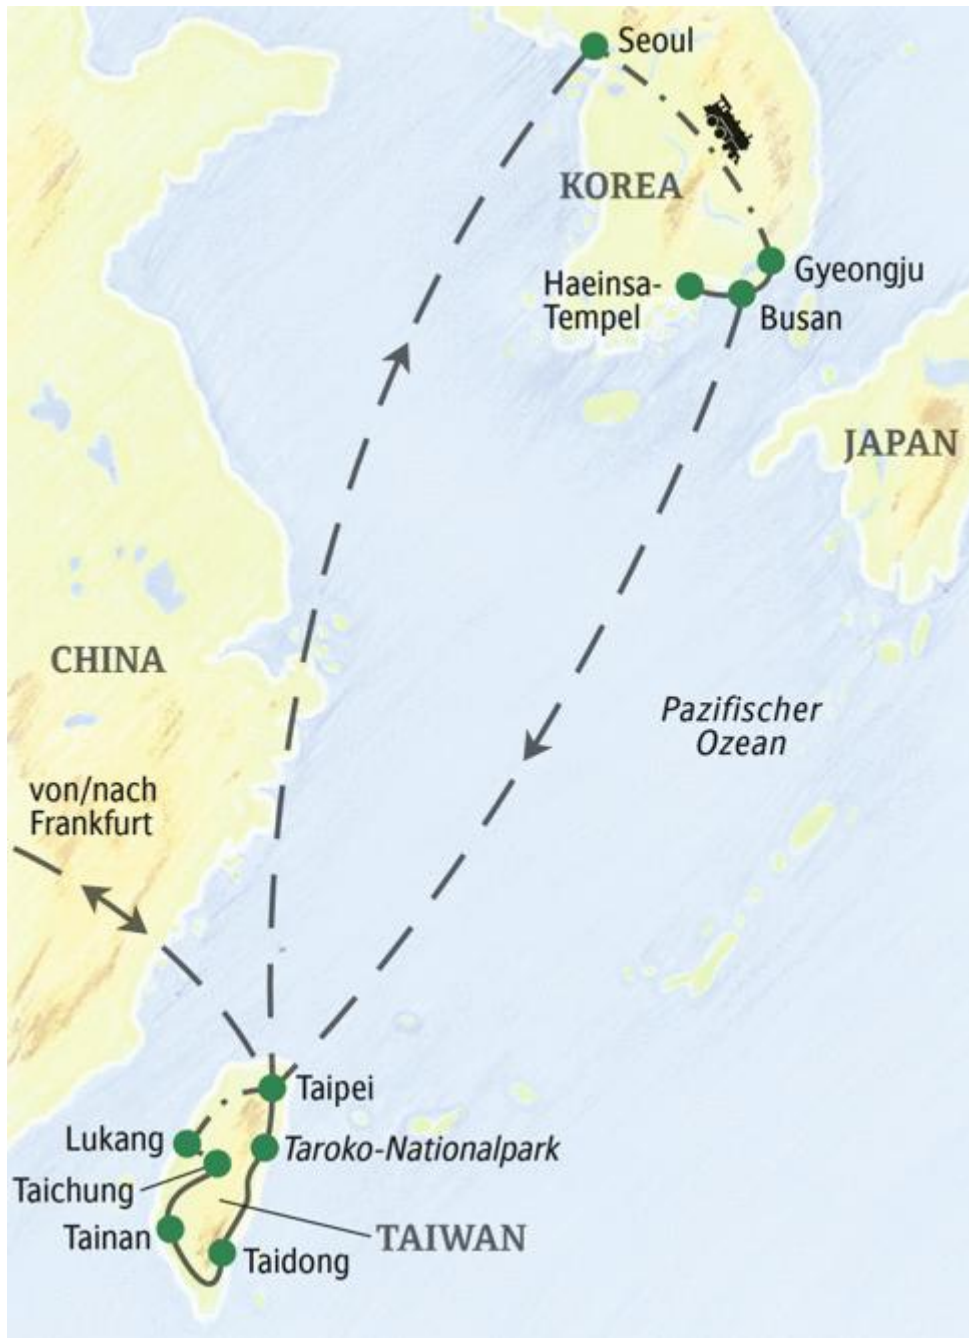 Seoul
KOREA
Gyeongju
Haeinsa-
Tempel
Busan
JAPAN
CHINA
Pazifischer
Ozean
von/nach
Frankfurt
Taipei
Lukang
Taroko-Nationalpark
Taichung
Tainan
TAIWAN
Taidong